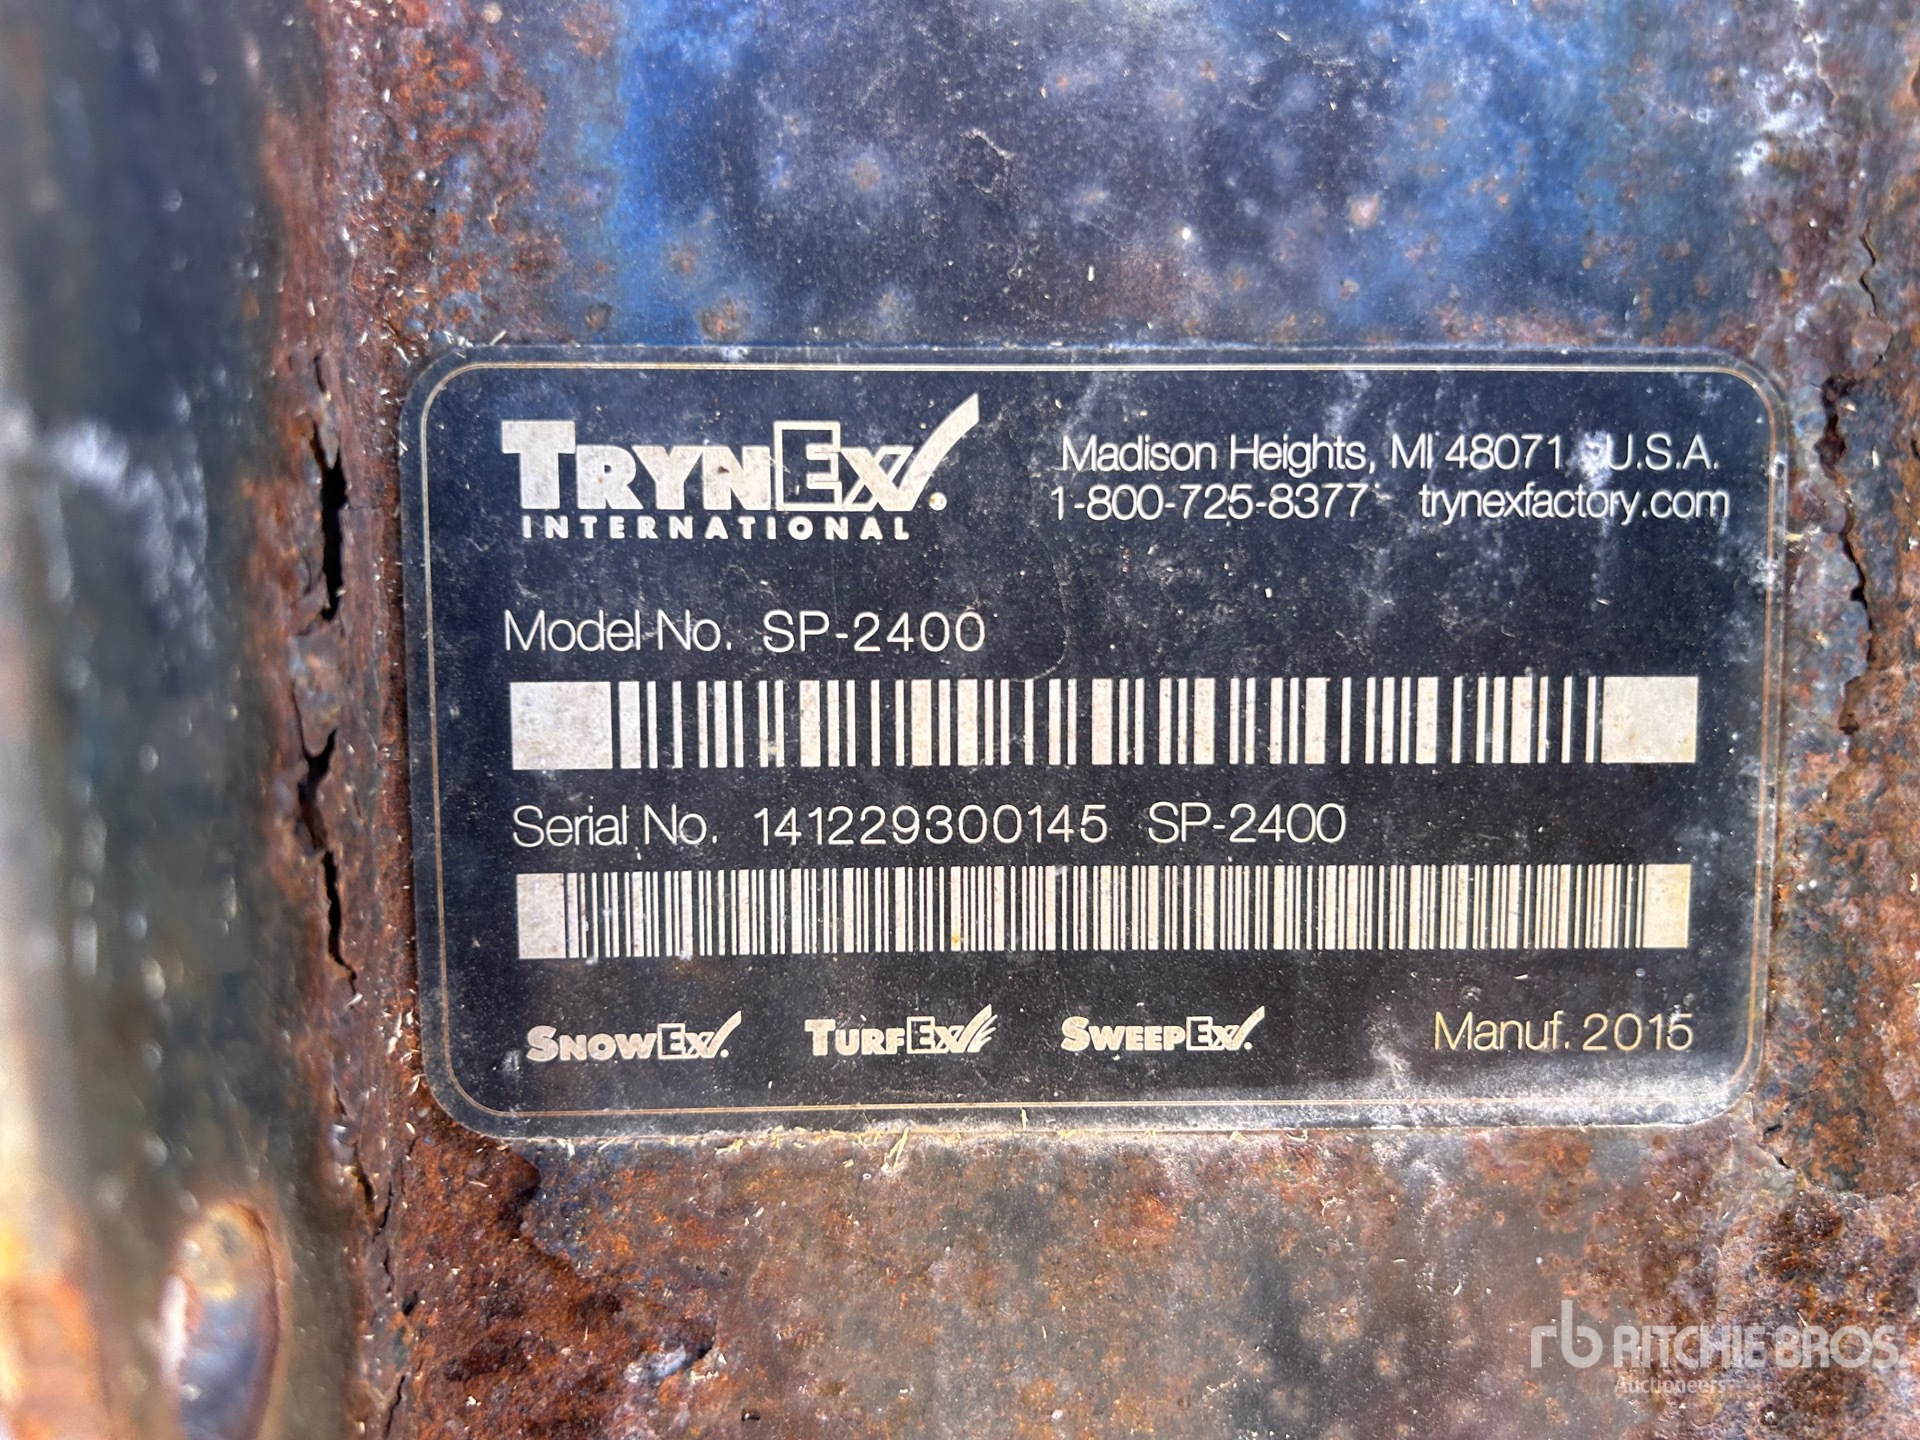 TRYNEX.
INTERNATIONAL
Madison Heights, MI 48071 U.S.A.
1-800-725-8377 trynexfactory.com
Model No. SP-2400
Serial No. 141229300145 SP-2400
SNOWEX. TURFEX SWEEPEX. Manuf. 2015
rb RITCHIE BROS.
Auctioneers